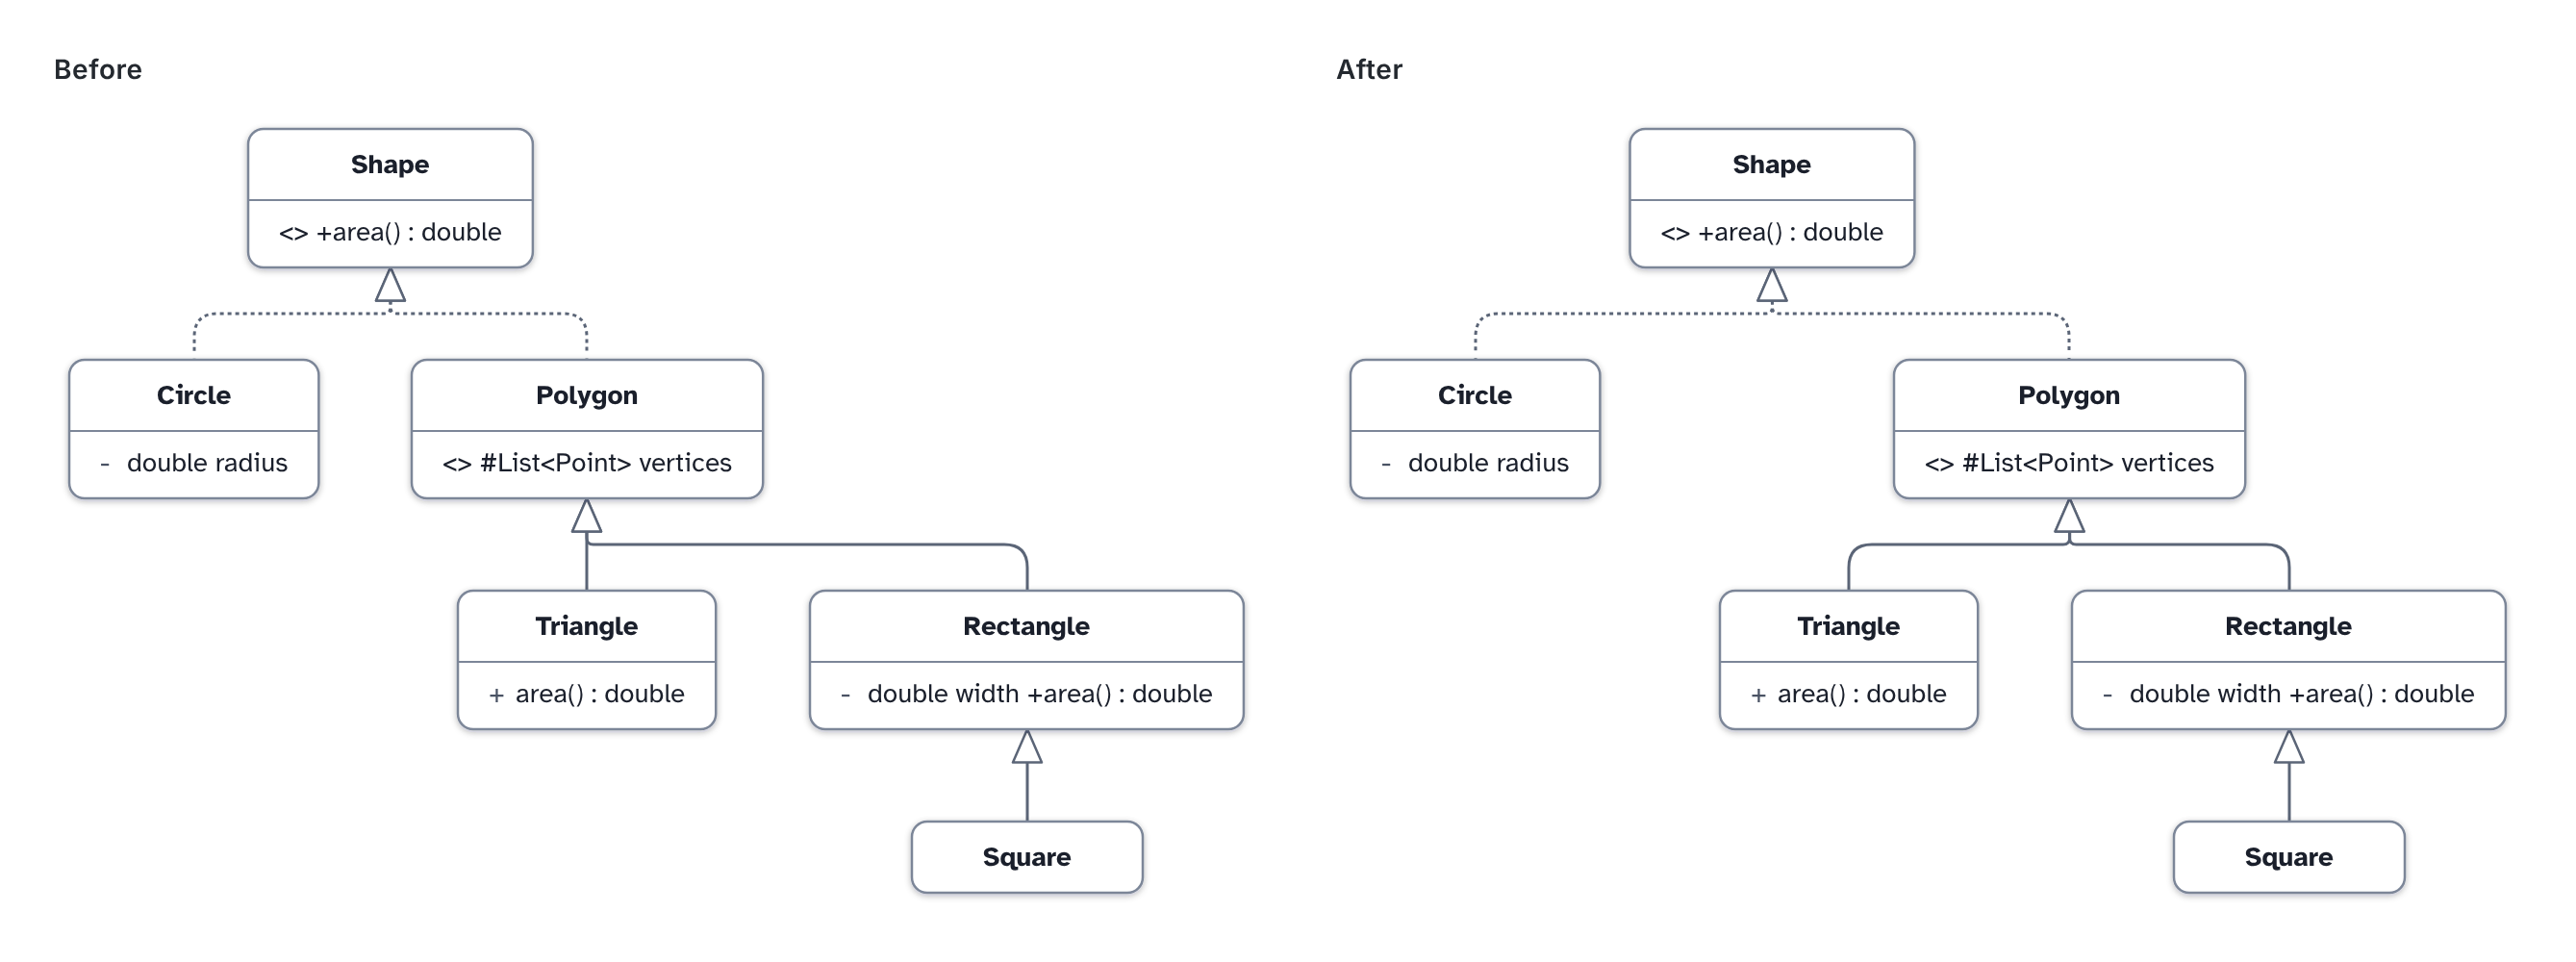 Before
Shape
<> +area() : double
Circle
- double radius
Polygon
<> #List<Point> vertices
Triangle
+ area() : double
Rectangle
- double width +area() : double
Square
After
Shape
<> +area() : double
Circle
- double radius
Polygon
<> #List<Point> vertices
Triangle
+ area() : double
Rectangle
- double width +area() : double
Square